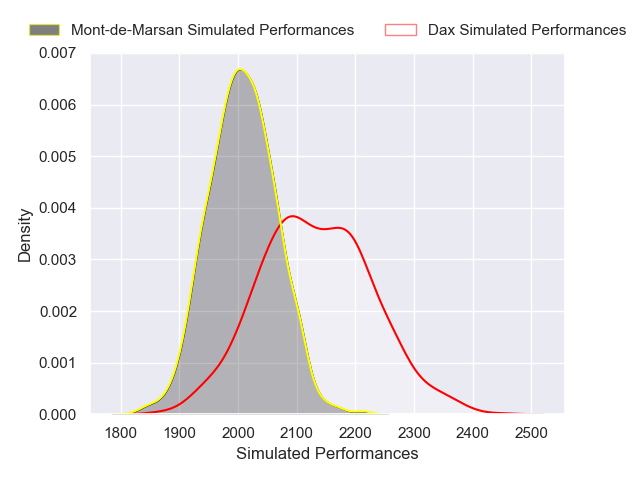 Mont-de-Marsan Simulated Performances Dax Simulated Performances
0.007
0.006
0.005
0.004
0.003
0.002
0.001
0.000
Density
1800 1900 2000 2100 2200 2300 2400 2500
Simulated Performances